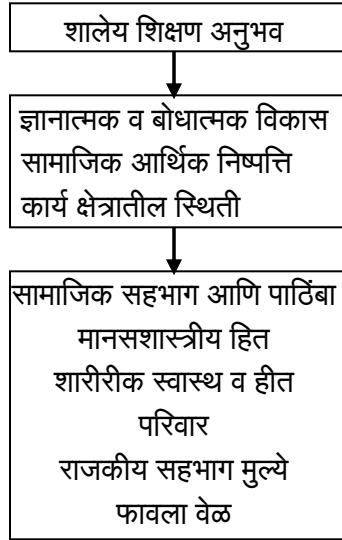 शालेय शिक्षण अनुभव
ज्ञानात्मक व बोधात्मक विकास
सामाजिक आर्थिक निष्पत्ति
कार्य क्षेत्रातील स्थिती
सामाजिक सहभाग आणि पाठिंबा
मानसशास्त्रीय हित
शारीरीक स्वास्थ व हीत
परिवार
राजकीय सहभाग मुल्ये
फावला वेळ